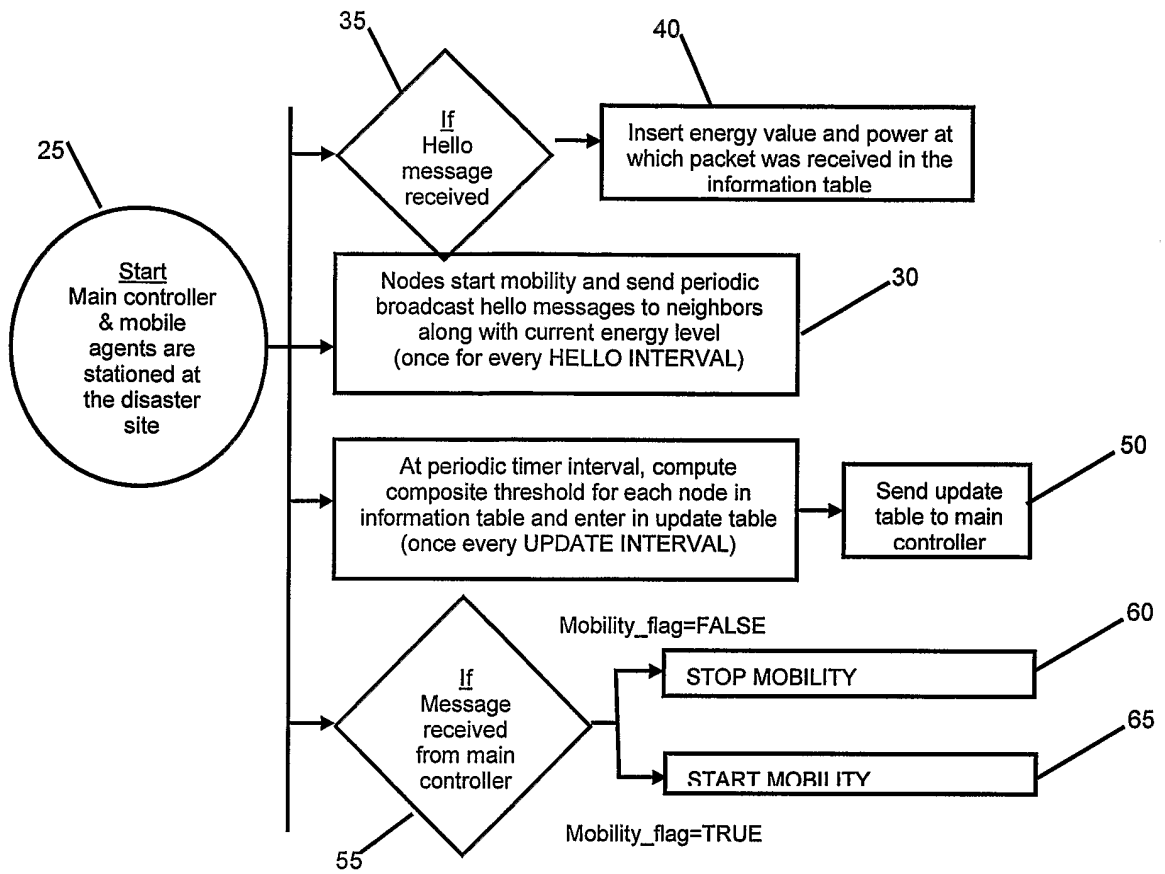 35
40
If
Hello
message
received
Insert energy value and power at
which packet was received in the
information table
25
Start
Main controller
& mobile
agents are
stationed at
the disaster
site
Nodes start mobility and send periodic
broadcast hello messages to neighbors
along with current energy level
(once for every HELLO INTERVAL)
30
At periodic timer interval, compute
composite threshold for each node in
information table and enter in update table
(once every UPDATE INTERVAL)
50
Send update
table to main
controller
If
Message
received
from main
controller
55
Mobility_flag=FALSE
60
STOP MOBILITY
65
START MOBILITY
Mobility_flag=TRUE